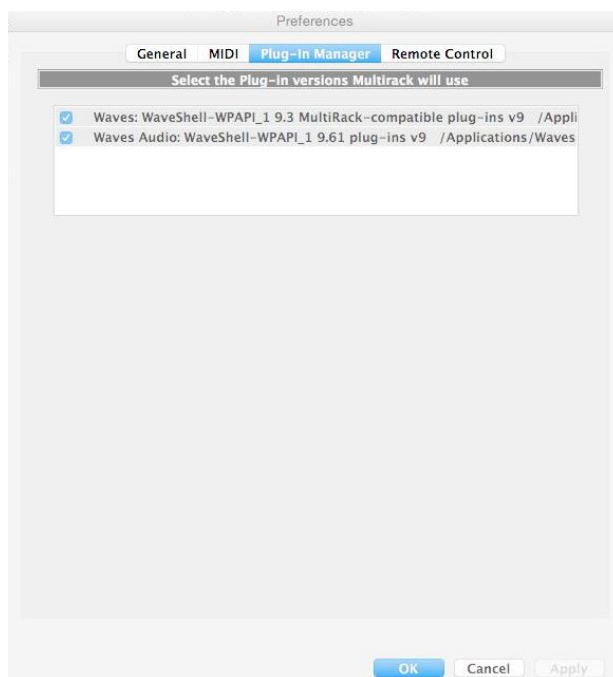 Preferences
General MIDI Plug-In Manager Remote Control
Select the Plug-In versions Multirack will use
Waves: WaveShell-WPAPI_1 9.3 MultiRack-compatible plug-ins v9 /Appli
Waves Audio: WaveShell-WPAPI_1 9.61 plug-ins v9 /Applications/Waves
OK Cancel Apply